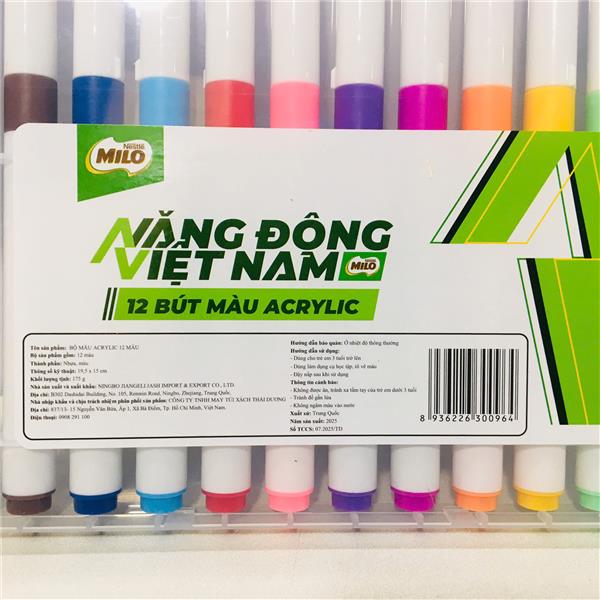 Nestlé
MILO
NĂNG ĐỘNG
VIỆT NAM
Nestlé
MILO
12 BÚT MÀU ACRYLIC
Tên sản phẩm: BỘ MÀU ACRYLIC 12 MÀU
Bộ sản phẩm gồm: 12 màu
Thành phần: Nhựa, màu
Thông số kỹ thuật: 19,5 x 15 cm
Khối lượng tịnh: 175 g
Nhà sản xuất và xuất khẩu: NINGBO JIANGELI JASH IMPORT & EXPORT CO., LTD.
Địa chỉ: B302 Dashidai Building, No 105, Renmin Road, Ningbo, Zhejiang, Trung Quốc.
Nhà nhập khẩu và chịu trách nhiệm phân phối sản phẩm: CÔNG TY TNHH MAY TÚI XÁCH THÁI DƯƠNG
Địa chỉ: 837/13- 15 Nguyễn Văn Bứa, Ấp 1, Xã Bà Điểm, Tp. Hồ Chí Minh, Việt Nam.
Điện thoại: 0908 291 100
Hướng dẫn bảo quản: Ở nhiệt độ thông thường
Hướng dẫn sử dụng:
- Dùng cho trẻ em 3 tuổi trở lên
- Dùng làm dụng cụ học tập, tô vẽ màu
- Đậy nắp sau khi sử dụng
Thông tin cảnh báo:
- Không được ăn, tránh xa tầm tay của trẻ em dưới 3 tuổi
- Tránh để gần lửa
- Không ngâm màu vào nước
Xuất xứ: Trung Quốc
Năm sản xuất: 2025
Số TCCS: 07:2025/TD
8 936226 300964